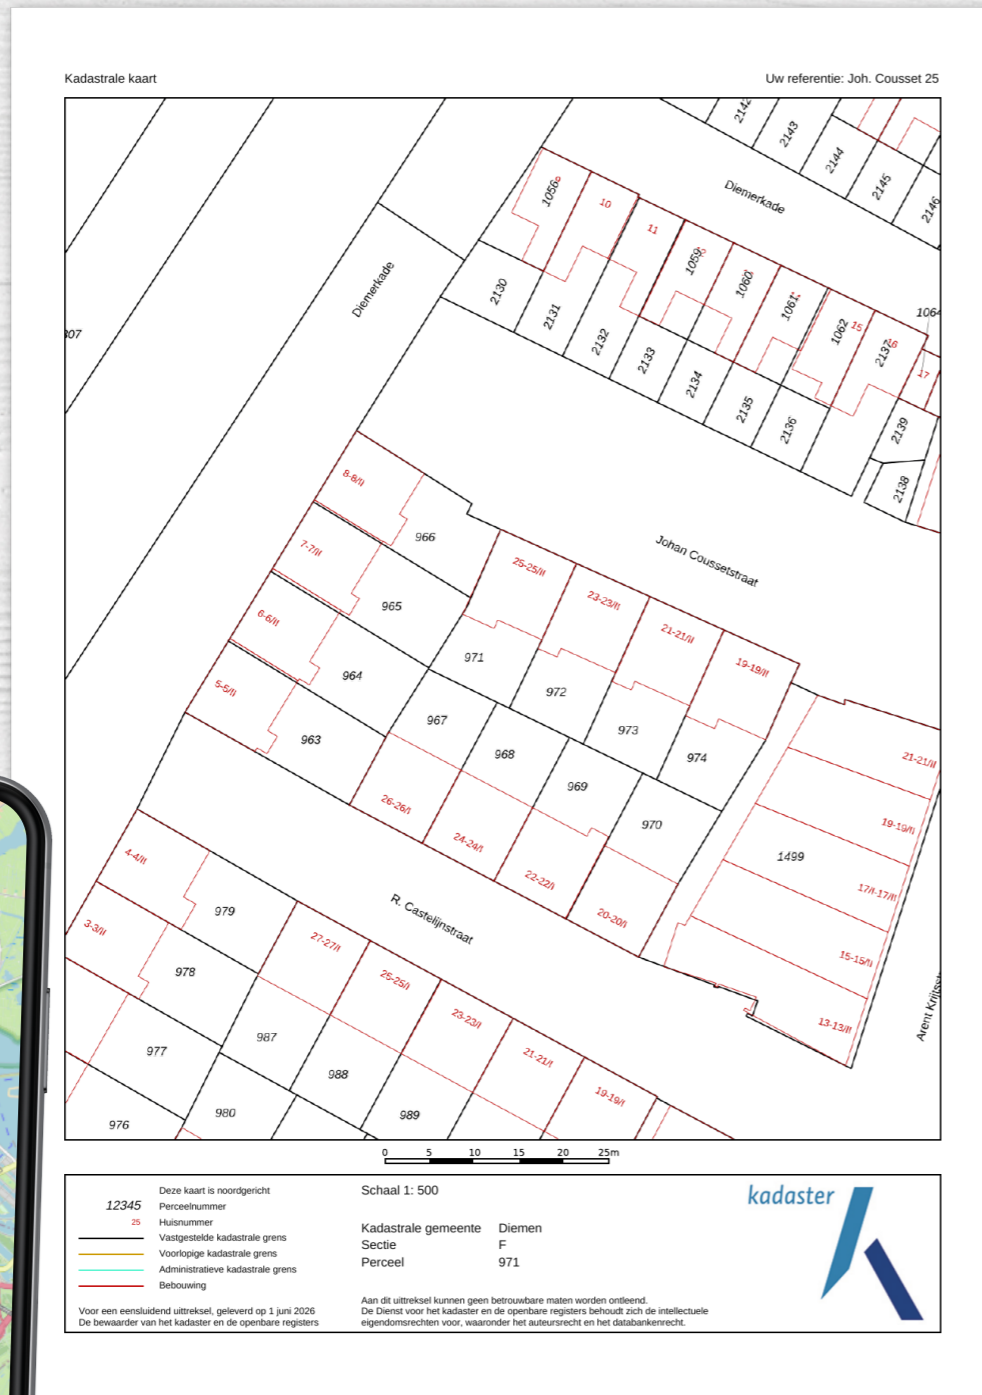 Kadastrale kaart
Uw referentie: Joh. Cousset 25
2142
2143
2144
2145
2146
Diemerkade
1056
9
10
11
1059
1060
1061
1062
15
2137
16
1064
17
Diemerkade
2130
2131
2132
2133
2134
2135
2136
2139
2138
307
8-8/II
966
7-7/II
965
6-6/II
964
5-5/II
963
Johan Coussetstraat
25-25/II
23-23/II
21-21/II
19-19/II
971
972
973
974
967
968
969
970
26-26/I
24-24/I
22-22/I
20-20/I
21-21/II
19-19/II
1499
17/I-17/II
15-15/II
13-13/II
R. Castelijnstraat
4-4/II
979
3-3/II
978
977
976
27-27/I
25-25/I
23-23/I
21-21/I
19-19/I
987
988
989
980
Arent Krijtsst
0 5 10 15 20 25m
Deze kaart is noordgericht
12345 Perceelnummer
25 Huisnummer
Vastgestelde kadastrale grens
Voorlopige kadastrale grens
Administratieve kadastrale grens
Bebouwing
Voor een eensluidend uittreksel, geleverd op 1 juni 2026
De bewaarder van het kadaster en de openbare registers
Schaal 1: 500
Kadastrale gemeente Diemen
Sectie F
Perceel 971
Aan dit uittreksel kunnen geen betrouwbare maten worden ontleend.
De Dienst voor het kadaster en de openbare registers behoudt zich de intellectuele
eigendomsrechten voor, waaronder het auteursrecht en het databankenrecht.
kadaster